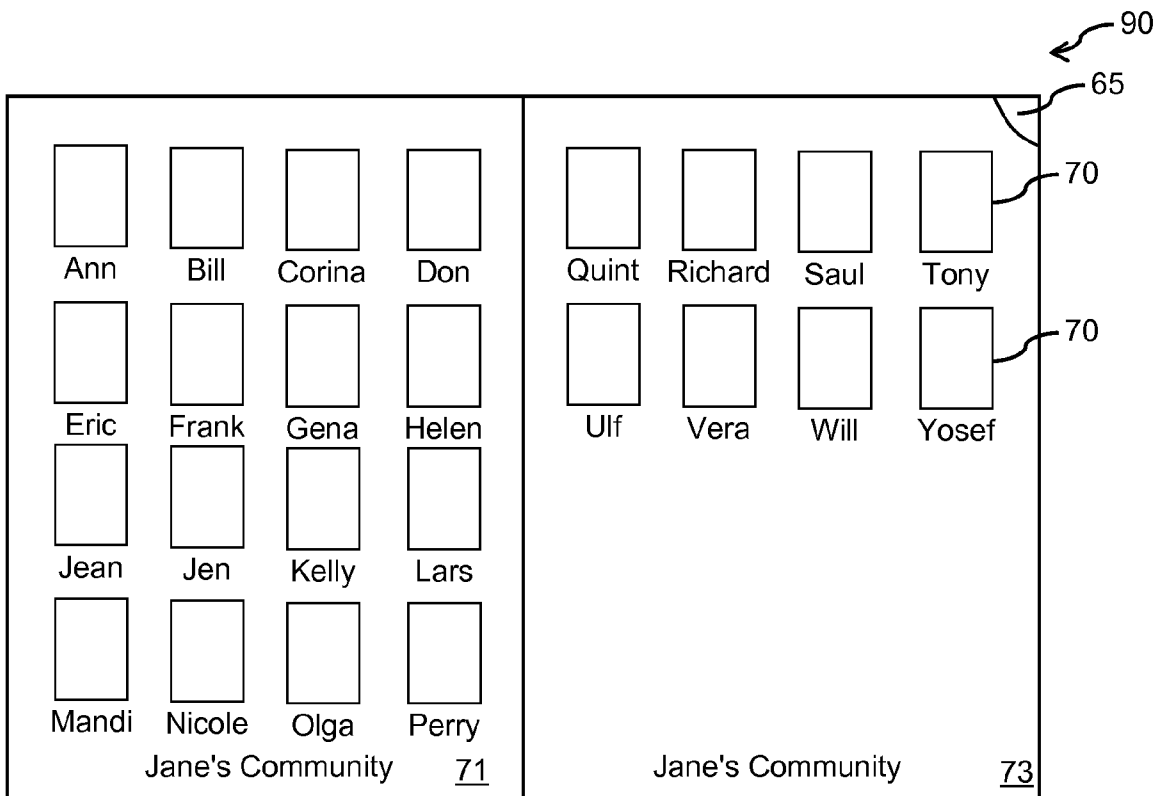 90
65
70
Ann Bill Corina Don
Quint Richard Saul Tony
70
Eric Frank Gena Helen
Ulf Vera Will Yosef
Jean Jen Kelly Lars
Mandi Nicole Olga Perry
Jane's Community 71
Jane's Community 73